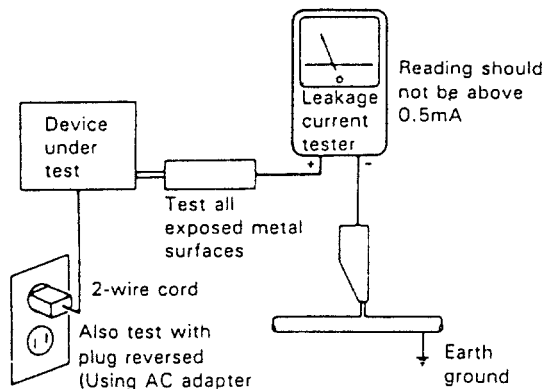 Reading should
not be above
0.5mA
Leakage
current
tester
+ -
Device
under
test
Test all
exposed metal
surfaces
2-wire cord
Also test with
plug reversed
(Using AC adapter
Earth
ground